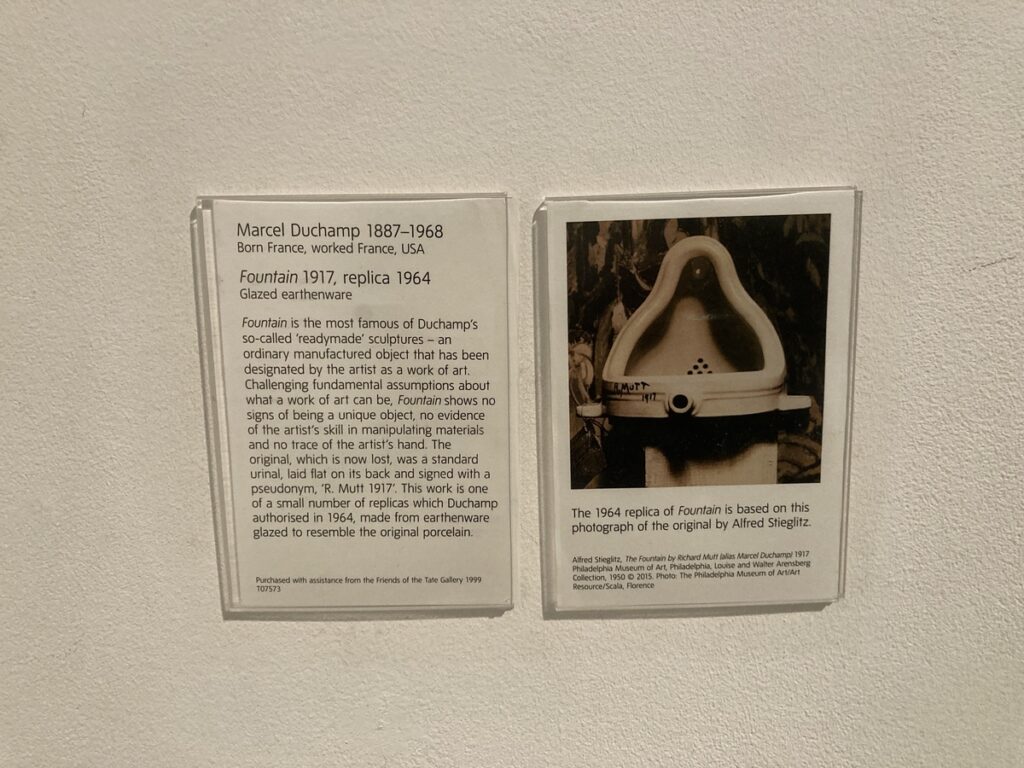 Marcel Duchamp 1887–1968
Born France, worked France, USA
Fountain 1917, replica 1964
Glazed earthenware
Fountain is the most famous of Duchamp's
so-called 'readymade' sculptures – an
ordinary manufactured object that has been
designated by the artist as a work of art.
Challenging fundamental assumptions about
what a work of art can be, Fountain shows no
signs of being a unique object, no evidence
of the artist's skill in manipulating materials
and no trace of the artist's hand. The
original, which is now lost, was a standard
urinal, laid flat on its back and signed with a
pseudonym, 'R. Mutt 1917'. This work is one
of a small number of replicas which Duchamp
authorised in 1964, made from earthenware
glazed to resemble the original porcelain.
Purchased with assistance from the Friends of the Tate Gallery 1999
T07573
R. MUTT
1917
The 1964 replica of Fountain is based on this
photograph of the original by Alfred Stieglitz.
Alfred Stieglitz, The Fountain by Richard Mutt (alias Marcel Duchamp) 1917
Philadelphia Museum of Art, Philadelphia, Louise and Walter Arensberg
Collection, 1950 © 2015. Photo: The Philadelphia Museum of Art/Art
Resource/Scala, Florence